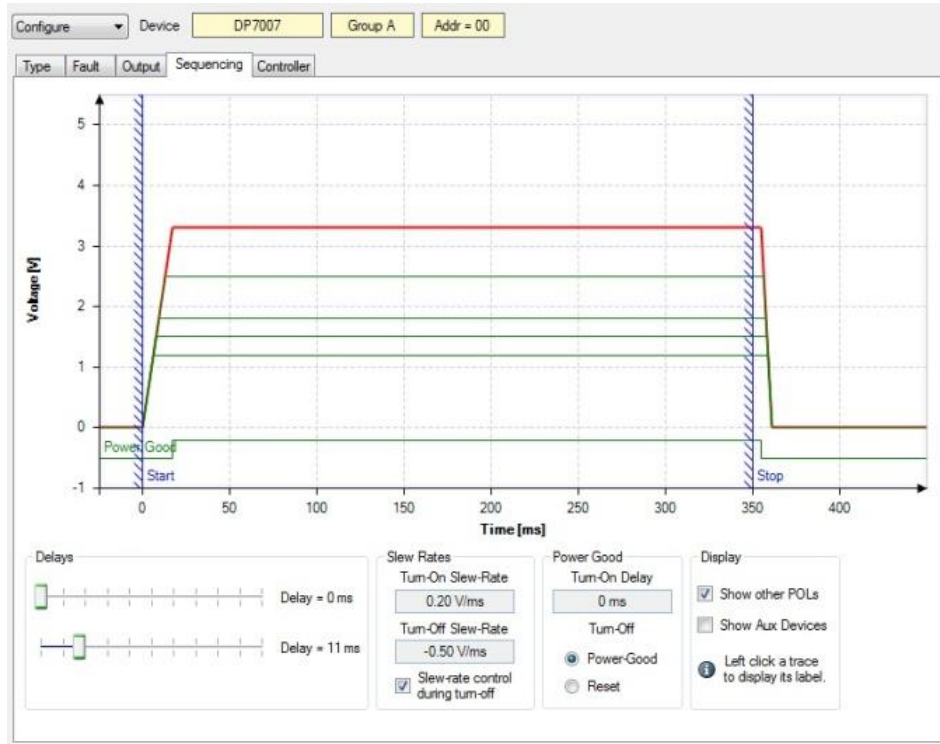 Configure Device DP7007 Group A Addr = 00
Type Fault Output Sequencing Controller
5
4
3
2
1
0
-1
Voltage [V]
Power Good
Start
Stop
0 50 100 150 200 250 300 350 400
Time [ms]
Delays
Delay = 0 ms
Delay = 11 ms
Slew Rates
Turn-On Slew-Rate
0.20 V/ms
Turn-Off Slew-Rate
-0.50 V/ms
Slew-rate control
during turn-off
Power Good
Turn-On Delay
0 ms
Turn-Off
Power-Good
Reset
Display
Show other POLs
Show Aux Devices
Left click a trace
to display its label.